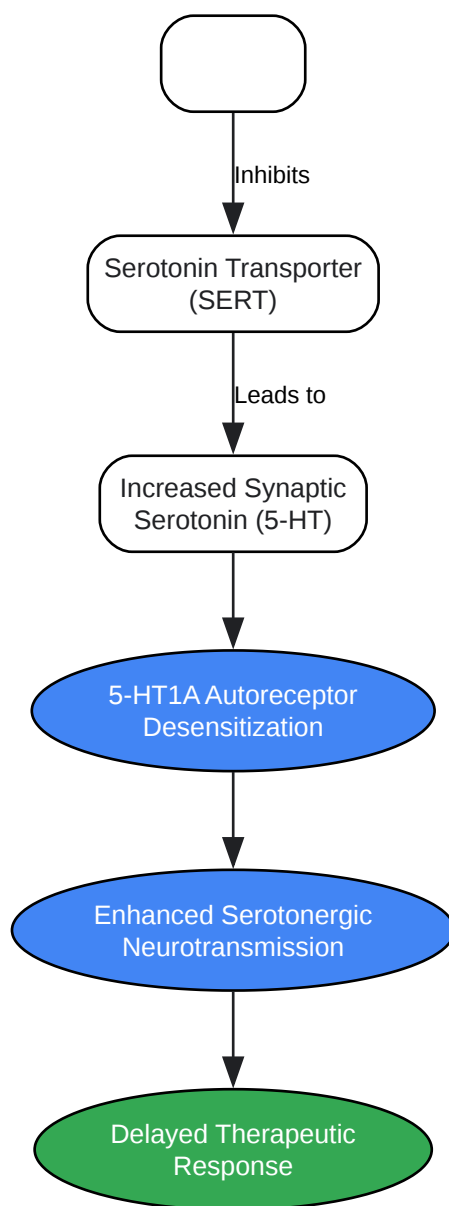 Inhibits
Serotonin Transporter
(SERT)
Leads to
Increased Synaptic
Serotonin (5-HT)
5-HT1A Autoreceptor
Desensitization
Enhanced Serotonergic
Neurotransmission
Delayed Therapeutic
Response